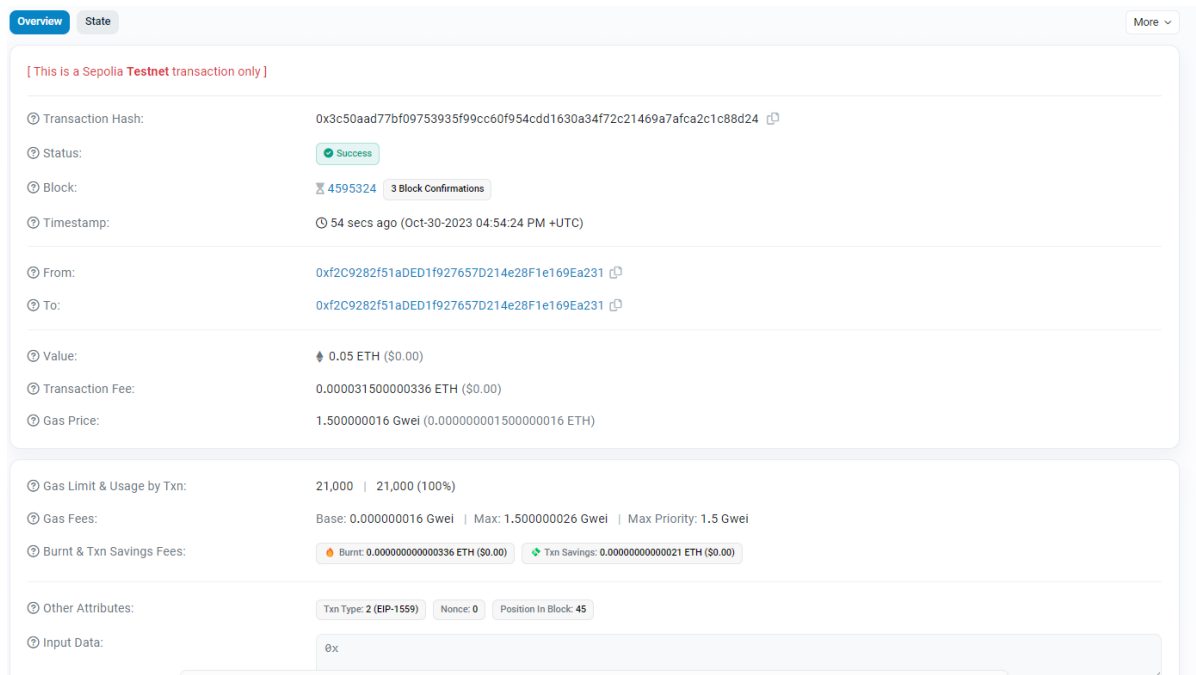 Overview State More
[ This is a Sepolia Testnet transaction only ]
Transaction Hash: 0x3c50aad77bf09753935f99cc60f954cdd1630a34f72c21469a7afca2c1c88d24
Status: Success
Block: 4595324 3 Block Confirmations
Timestamp: 54 secs ago (Oct-30-2023 04:54:24 PM +UTC)
From: 0xf2C9282f51aDED1f927657D214e28F1e169Ea231
To: 0xf2C9282f51aDED1f927657D214e28F1e169Ea231
Value: 0.05 ETH ($0.00)
Transaction Fee: 0.000031500000336 ETH ($0.00)
Gas Price: 1.500000016 Gwei (0.000000001500000016 ETH)
Gas Limit & Usage by Txn: 21,000 | 21,000 (100%)
Gas Fees: Base: 0.000000016 Gwei | Max: 1.500000026 Gwei | Max Priority: 1.5 Gwei
Burnt & Txn Savings Fees: Burnt: 0.000000000000336 ETH ($0.00) Txn Savings: 0.00000000000021 ETH ($0.00)
Other Attributes: Txn Type: 2 (EIP-1559) Nonce: 0 Position In Block: 45
Input Data: 0x